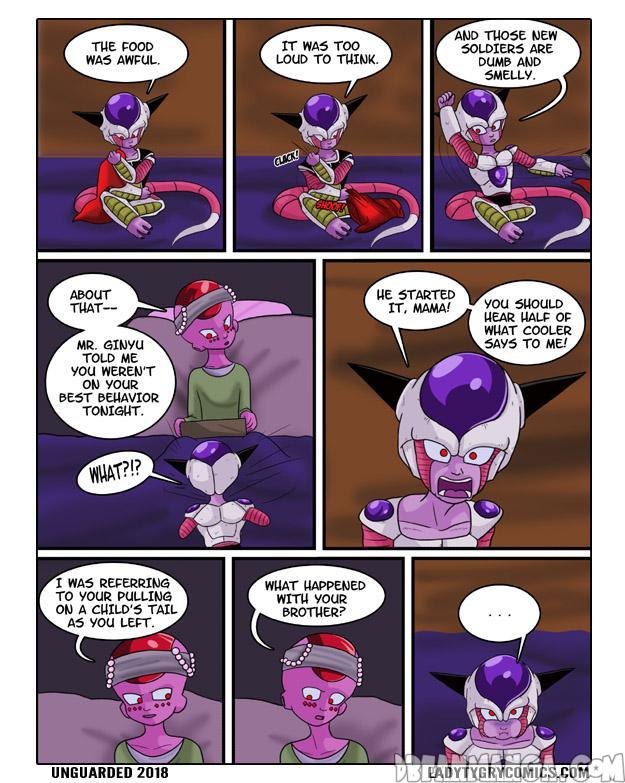 THE FOOD
WAS AWFUL.
IT WAS TOO
LOUD TO THINK.
CLACK!
SHOOF!
AND THOSE NEW
SOLDIERS ARE
DUMB AND
SMELLY.
ABOUT
THAT--
MR. GINYU
TOLD ME
YOU WEREN'T
ON YOUR
BEST BEHAVIOR
TONIGHT.
WHAT?!?
HE STARTED
IT, MAMA!
YOU SHOULD
HEAR HALF OF
WHAT COOLER
SAYS TO ME!
I WAS REFERRING
TO YOUR PULLING
ON A CHILD'S TAIL
AS YOU LEFT.
WHAT HAPPENED
WITH YOUR
BROTHER?
...
UNGUARDED 2018
LADYTYGRYCOMICS.COM
DBFANMANGA.COM